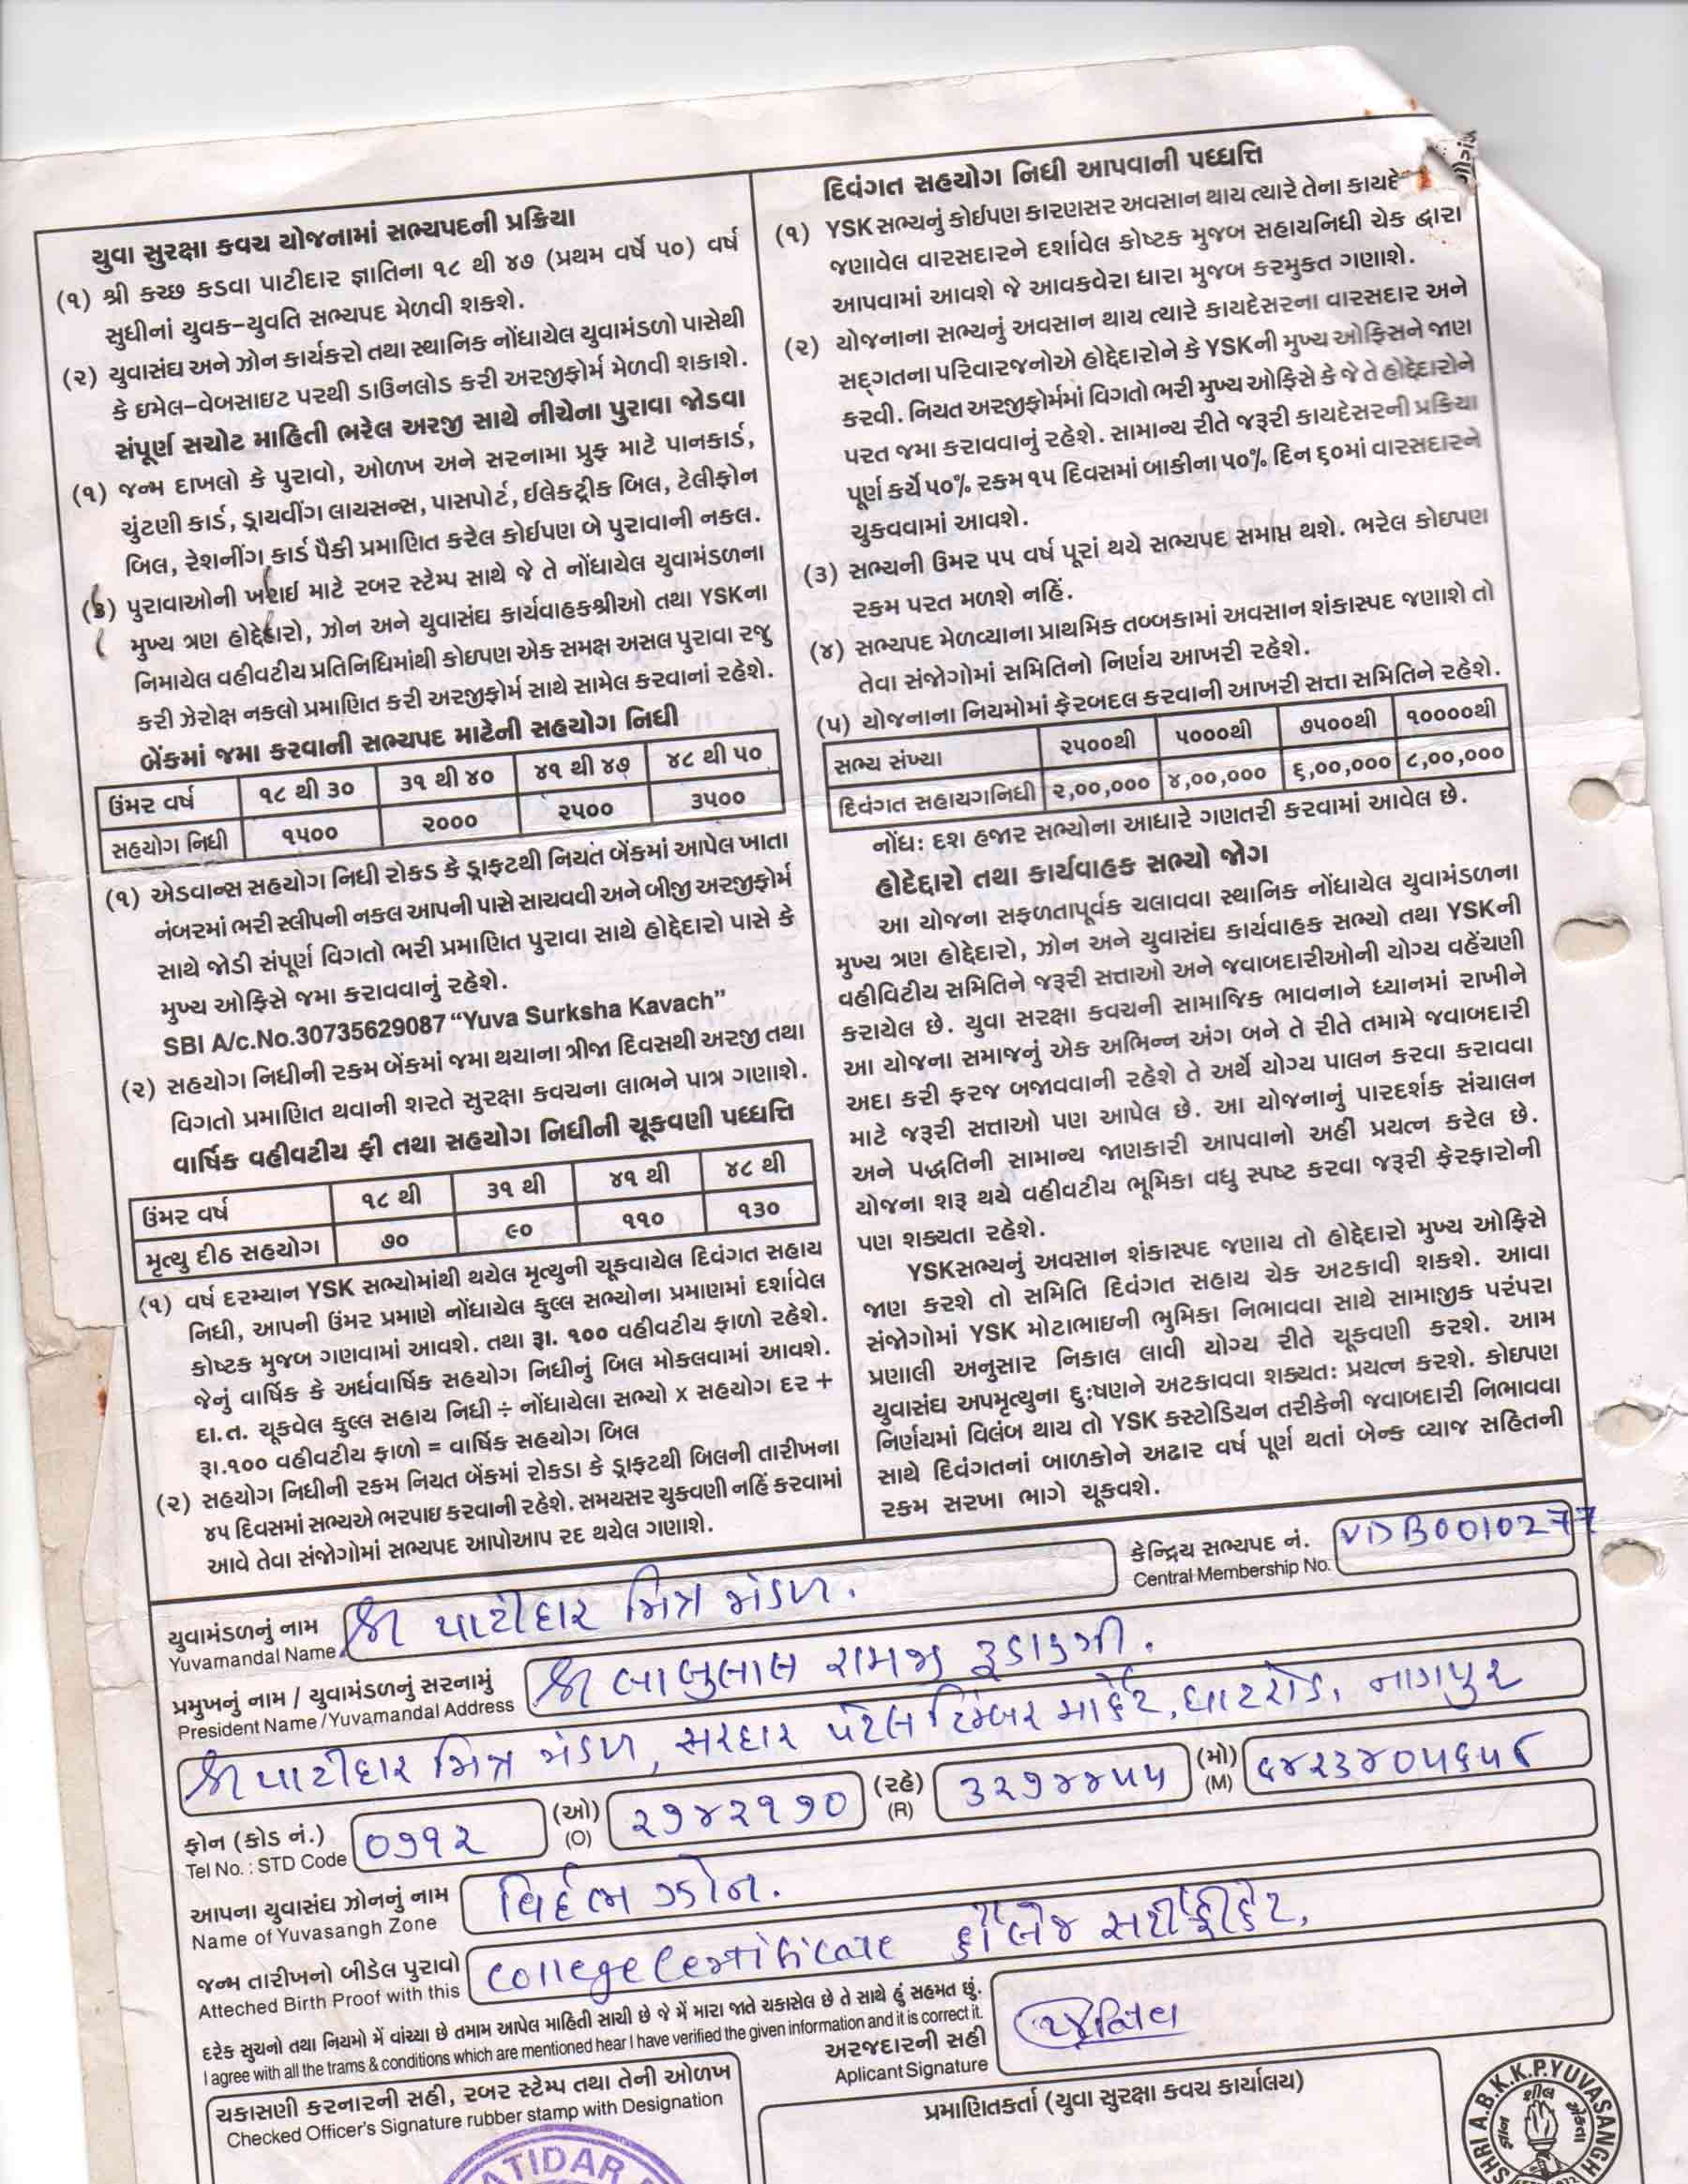 યુવા સુરક્ષા કવચ યોજનામાં સભ્યપદની પ્રક્રિયા
(૧) શ્રી કચ્છ કડવા પાટીદાર જ્ઞાતિના ૧૮ થી ૪૭ (પ્રથમ વર્ષે ૫૦) વર્ષ
સુધીનાં યુવક-યુવતિ સભ્યપદ મેળવી શકશે.
(૨) યુવાસંઘ અને ઝોન કાર્યકરો તથા સ્થાનિક નોંધાયેલ યુવામંડળો પાસેથી
કે ઇમેલ-વેબસાઇટ પરથી ડાઉનલોડ કરી અરજીફોર્મ મેળવી શકાશે.
સંપૂર્ણ સચોટ માહિતી ભરેલ અરજી સાથે નીચેના પુરાવા જોડવા
(૧) જન્મ દાખલો કે પુરાવો, ઓળખ અને સરનામા પ્રુફ માટે પાનકાર્ડ,
ચુંટણી કાર્ડ, ડ્રાયવીંગ લાયસન્સ, પાસપોર્ટ, ઈલેક્ટ્રીક બિલ, ટેલીફોન
બિલ, રેશનીંગ કાર્ડ પૈકી પ્રમાણિત કરેલ કોઈપણ બે પુરાવાની નકલ.
પુરાવાઓની ખરાઈ માટે રબર સ્ટેમ્પ સાથે જે તે નોંધાયેલ યુવામંડળના
મુખ્ય ત્રણ હોદ્દેદારો, ઝોન અને યુવાસંઘ કાર્યવાહકશ્રીઓ તથા YSKના
નિમાયેલ વહીવટીય પ્રતિનિધિમાંથી કોઇપણ એક સમક્ષ અસલ પુરાવા રજુ
કરી ઝેરોક્ષ નકલો પ્રમાણિત કરી અરજીફોર્મ સાથે સામેલ કરવાનાં રહેશે.
બેંકમાં જમા કરવાની સભ્યપદ માટેની સહયોગ નિધી
ઉંમર વર્ષ ૧૮ થી ૩૦ ૩૧ થી ૪૦ ૪૧ થી ૪૭ ૪૮ થી ૫૦
સહયોગ નિધી ૧૫૦૦ ૨૦૦૦ ૨૫૦૦ ૩૫૦૦
(૧) એડવાન્સ સહયોગ નિધી રોકડ કે ડ્રાફ્ટથી નિયત બેંકમાં આપેલ ખાતા
નંબરમાં ભરી સ્લીપની નકલ આપની પાસે સાચવવી અને બીજી અરજીફોર્મ
સાથે જોડી સંપૂર્ણ વિગતો ભરી પ્રમાણિત પુરાવા સાથે હોદ્દેદારો પાસે કે
મુખ્ય ઓફિસે જમા કરાવવાનું રહેશે.
SBI A/c.No.30735629087 “Yuva Surksha Kavach”
(૨) સહયોગ નિધીની રકમ બેંકમાં જમા થયાના ત્રીજા દિવસથી અરજી તથા
વિગતો પ્રમાણિત થવાની શરતે સુરક્ષા કવચના લાભને પાત્ર ગણાશે.
વાર્ષિક વહીવટીય ફી તથા સહયોગ નિધીની ચૂકવણી પધ્ધતિ
ઉંમર વર્ષ ૧૮ થી ૩૧ થી ૪૧ થી ૪૮ થી
મૃત્યુ દીઠ સહયોગ ૭૦ ૯૦ ૧૧૦ ૧૩૦
(૧) વર્ષ દરમ્યાન YSK સભ્યોમાંથી થયેલ મૃત્યુની ચૂકવાયેલ દિવંગત સહાય
નિધી, આપની ઉંમર પ્રમાણે નોંધાયેલ કુલ્લ સભ્યોના પ્રમાણમાં દર્શાવેલ
કોષ્ટક મુજબ ગણવામાં આવશે. તથા રૂા. ૧૦૦ વહીવટીય ફાળો રહેશે.
જેનું વાર્ષિક કે અર્ધવાર્ષિક સહયોગ નિધીનું બિલ મોકલવામાં આવશે.
દા.ત. ચૂકવેલ કુલ્લ સહાય નિધી ÷ નોંધાયેલા સભ્યો x સહયોગ દર +
રૂા.૧૦૦ વહીવટીય ફાળો = વાર્ષિક સહયોગ બિલ
(૨) સહયોગ નિધીની રકમ નિયત બેંકમાં રોકડા કે ડ્રાફ્ટથી બિલની તારીખના
૪૫ દિવસમાં સભ્યએ ભરપાઇ કરવાની રહેશે. સમયસર ચુકવણી નહિં કરવામાં
આવે તેવા સંજોગોમાં સભ્યપદ આપોઆપ રદ થયેલ ગણાશે.
દિવંગત સહયોગ નિધી આપવાની પધ્ધતિ
(૧) YSK સભ્યનું કોઈપણ કારણસર અવસાન થાય ત્યારે તેના કાયદે
જણાવેલ વારસદારને દર્શાવેલ કોષ્ટક મુજબ સહાયનિધી ચેક દ્વારા
આપવામાં આવશે જે આવકવેરા ધારા મુજબ કરમુક્ત ગણાશે.
(૨) યોજનાના સભ્યનું અવસાન થાય ત્યારે કાયદેસરના વારસદાર અને
સદ્‌ગતના પરિવારજનોએ હોદ્દેદારોને કે YSKની મુખ્ય ઓફિસને જાણ
કરવી. નિયત અરજીફોર્મમાં વિગતો ભરી મુખ્ય ઓફિસે કે જે તે હોદ્દેદારોને
પરત જમા કરાવવાનું રહેશે. સામાન્ય રીતે જરૂરી કાયદેસરની પ્રક્રિયા
પૂર્ણ કર્યે ૫૦% રકમ ૧૫ દિવસમાં બાકીના ૫૦% દિન ૬૦માં વારસદારને
ચુકવવામાં આવશે.
(૩) સભ્યની ઉંમર ૫૫ વર્ષ પૂરાં થયે સભ્યપદ સમાપ્ત થશે. ભરેલ કોઇપણ
રકમ પરત મળશે નહિં.
(૪) સભ્યપદ મેળવ્યાના પ્રાથમિક તબ્બકામાં અવસાન શંકાસ્પદ જણાશે તો
તેવા સંજોગોમાં સમિતિનો નિર્ણય આખરી રહેશે.
(૫) યોજનાના નિયમોમાં ફેરબદલ કરવાની આખરી સત્તા સમિતિને રહેશે.
સભ્ય સંખ્યા ૨૫૦૦થી ૫૦૦૦થી ૭૫૦૦થી ૧૦૦૦૦થી
દિવંગત સહાયગનિધી ૨,૦૦,૦૦૦ ૪,૦૦,૦૦૦ ૬,૦૦,૦૦૦ ૮,૦૦,૦૦૦
નોંધ: દશ હજાર સભ્યોના આધારે ગણતરી કરવામાં આવેલ છે.
હોદેદ્દારો તથા કાર્યવાહક સભ્યો જોગ
આ યોજના સફળતાપૂર્વક ચલાવવા સ્થાનિક નોંધાયેલ યુવામંડળના
મુખ્ય ત્રણ હોદ્દેદારો, ઝોન અને યુવાસંઘ કાર્યવાહક સભ્યો તથા YSKની
વહીવિટીય સમિતિને જરૂરી સત્તાઓ અને જવાબદારીઓની યોગ્ય વહેંચણી
કરાયેલ છે. યુવા સરક્ષા કવચની સામાજિક ભાવનાને ધ્યાનમાં રાખીને
આ યોજના સમાજનું એક અભિન્ન અંગ બને તે રીતે તમામે જવાબદારી
અદા કરી ફરજ બજાવવાની રહેશે તે અર્થે યોગ્ય પાલન કરવા કરાવવા
માટે જરૂરી સત્તાઓ પણ આપેલ છે. આ યોજનાનું પારદર્શક સંચાલન
અને પદ્ધતિની સામાન્ય જાણકારી આપવાનો અહી પ્રયત્ન કરેલ છે.
યોજના શરૂ થયે વહીવટીય ભૂમિકા વધુ સ્પષ્ટ કરવા જરૂરી ફેરફારોની
પણ શક્યતા રહેશે.
YSKસભ્યનું અવસાન શંકાસ્પદ જણાય તો હોદ્દેદારો મુખ્ય ઓફિસે
જાણ કરશે તો સમિતિ દિવંગત સહાય ચેક અટકાવી શકશે. આવા
સંજોગોમાં YSK મોટાભાઇની ભુમિકા નિભાવવા સાથે સામાજીક પરંપરા
પ્રણાલી અનુસાર નિકાલ લાવી યોગ્ય રીતે ચૂકવણી કરશે. આમ
યુવાસંઘ અપમૃત્યુના દુ:ષણને અટકાવવા શક્યત: પ્રયત્ન કરશે. કોઇપણ
નિર્ણયમાં વિલંબ થાય તો YSK કસ્ટોડિયન તરીકેની જવાબદારી નિભાવવા
સાથે દિવંગતનાં બાળકોને અઢાર વર્ષ પૂર્ણ થતાં બેન્ક વ્યાજ સહિતની
રકમ સરખા ભાગે ચૂકવશે.
કેન્દ્રિય સભ્યપદ નં. VDB0010277
Central Membership No.
યુવામંડળનું નામ શ્રી પાટીદાર મિત્ર મંડળ.
Yuvamandal Name
પ્રમુખનું નામ / યુવામંડળનું સરનામું શ્રી બાબુલાલ રામજી રૂડાકગી.
President Name /Yuvamandal Address
શ્રી પાટીદાર મિત્ર મંડળ, સરદાર પટેલ ટિમ્બર માર્કેટ, ઘાટરોડ, નાગપુર
ફોન (કોડ નં.) ૦૭૧૨ (ઓ) ૨૭૪૨૧૭૦ (રહે) ૩૨૭૪૪૫૫ (મો) ૯૪૨૩૪૦૫૬૫૮
Tel No. : STD Code (O) (R) (M)
આપના યુવાસંઘ ઝોનનું નામ વિર્દભ ઝોન.
Name of Yuvasangh Zone
જન્મ તારીખનો બીડેલ પુરાવો College Certificate કોલેજ સર્ટીફીકેટ,
Atteched Birth Proof with this
દરેક સુચનો તથા નિયમો મેં વાંચ્યા છે તમામ આપેલ માહિતી સાચી છે જે મેં મારા જાતે ચકાસેલ છે તે સાથે હું સહમત છું.
I agree with all the trams & conditions which are mentioned hear I have verified the given information and it is correct it.
અરજદારની સહી
Aplicant Signature
ચકાસણી કરનારની સહી, રબર સ્ટેમ્પ તથા તેની ઓળખ
Checked Officer's Signature rubber stamp with Designation
પ્રમાણિતકર્તા (યુવા સુરક્ષા કવચ કાર્યાલય)
SHRI A.B.K.K.P.YUVASANGH
શીલ